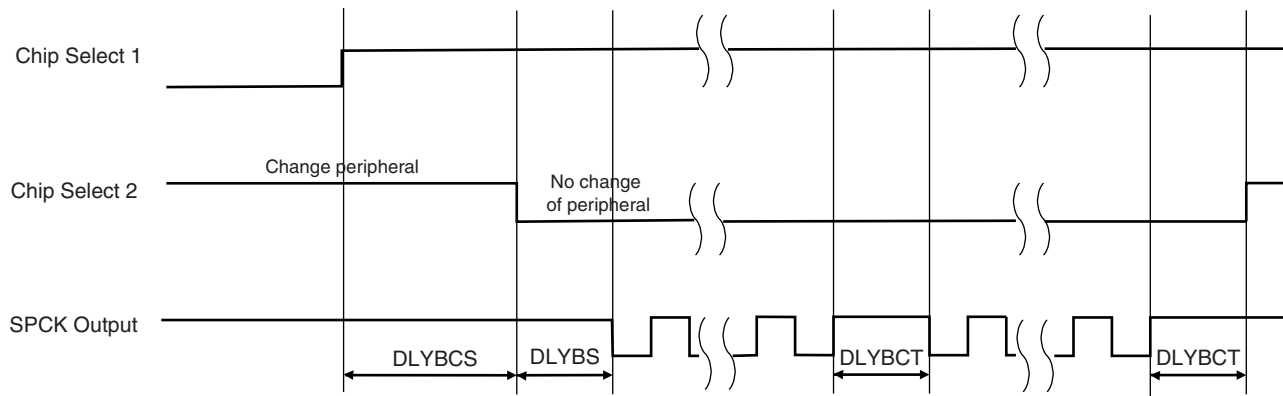 Chip Select 1
Change peripheral
Chip Select 2
No change
of peripheral
SPCK Output
DLYBCS
DLYBS
DLYBCT
DLYBCT